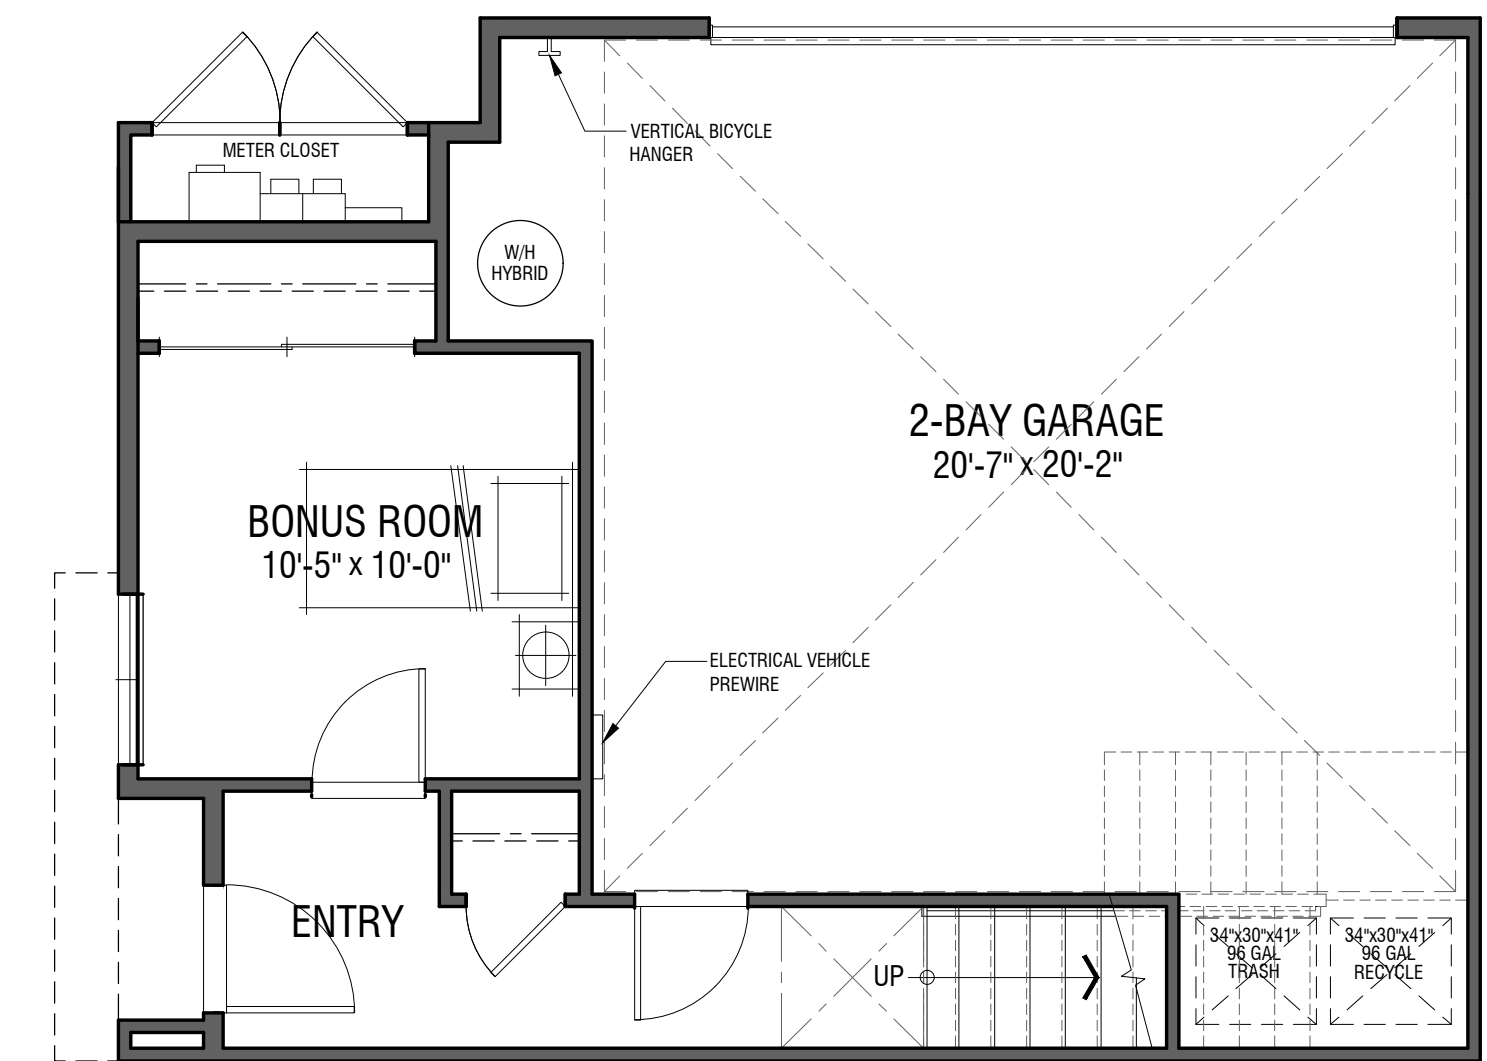 METER CLOSET
VERTICAL BICYCLE
HANGER
W/H
HYBRID
2-BAY GARAGE
20'-7" x 20'-2"
BONUS ROOM
10'-5" x 10'-0"
ELECTRICAL VEHICLE
PREWIRE
ENTRY
UP
34"x30"x41"
96 GAL
TRASH
34"x30"x41"
96 GAL
RECYCLE